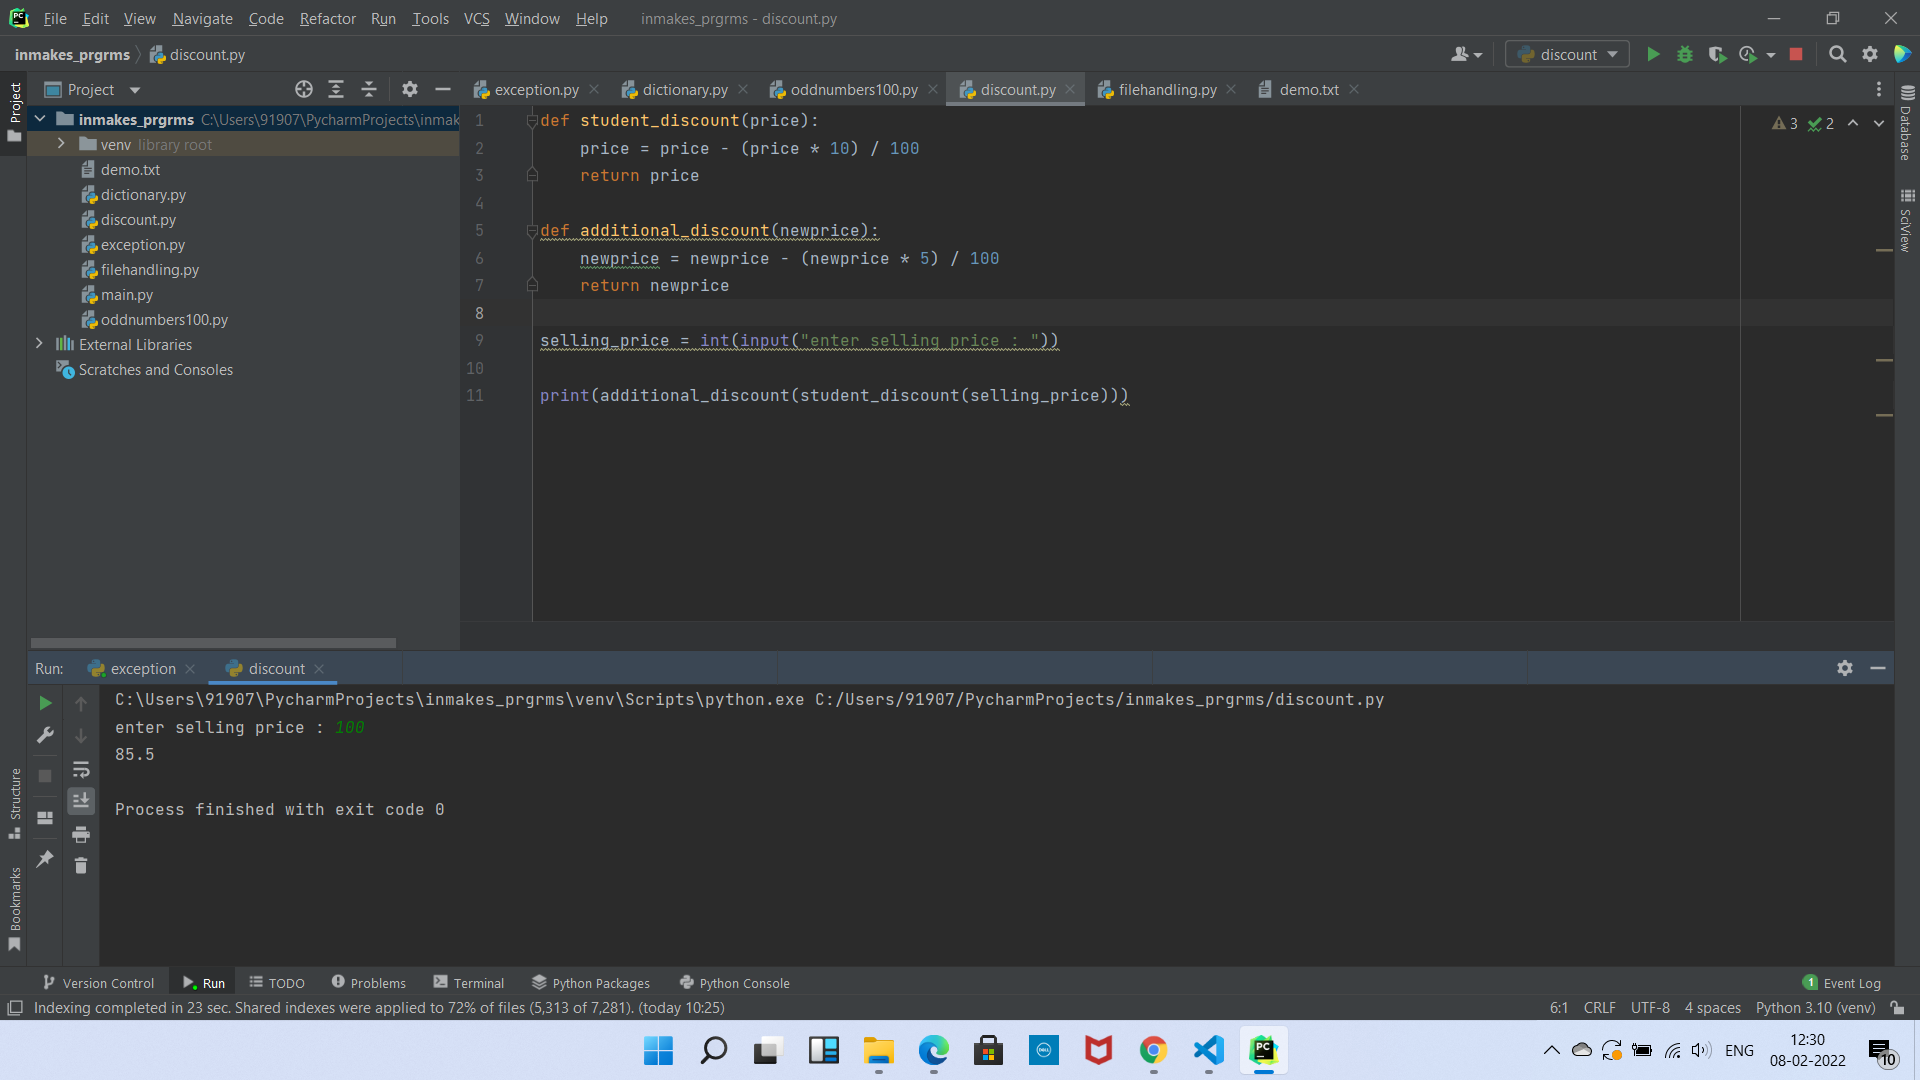 File Edit View Navigate Code Refactor Run Tools VCS Window Help inmakes_prgrms - discount.py
inmakes_prgrms discount.py discount
Project exception.py dictionary.py oddnumbers100.py discount.py filehandling.py demo.txt
Project
inmakes_prgrms C:\Users\91907\PycharmProjects\inmak
venv library root
demo.txt
dictionary.py
discount.py
exception.py
filehandling.py
main.py
oddnumbers100.py
External Libraries
Scratches and Consoles
1 def student_discount(price):
2 price = price - (price * 10) / 100
3 return price
4
5 def additional_discount(newprice):
6 newprice = newprice - (newprice * 5) / 100
7 return newprice
8
9 selling_price = int(input("enter selling price : "))
10
11 print(additional_discount(student_discount(selling_price)))
3 2
Database
SciView
Structure
Bookmarks
Run: exception discount
C:\Users\91907\PycharmProjects\inmakes_prgrms\venv\Scripts\python.exe C:/Users/91907/PycharmProjects/inmakes_prgrms/discount.py
enter selling price : 100
85.5
Process finished with exit code 0
Version Control Run TODO Problems Terminal Python Packages Python Console 1 Event Log
Indexing completed in 23 sec. Shared indexes were applied to 72% of files (5,313 of 7,281). (today 10:25) 6:1 CRLF UTF-8 4 spaces Python 3.10 (venv)
PC
DELL
PC
ENG
12:30
08-02-2022
10